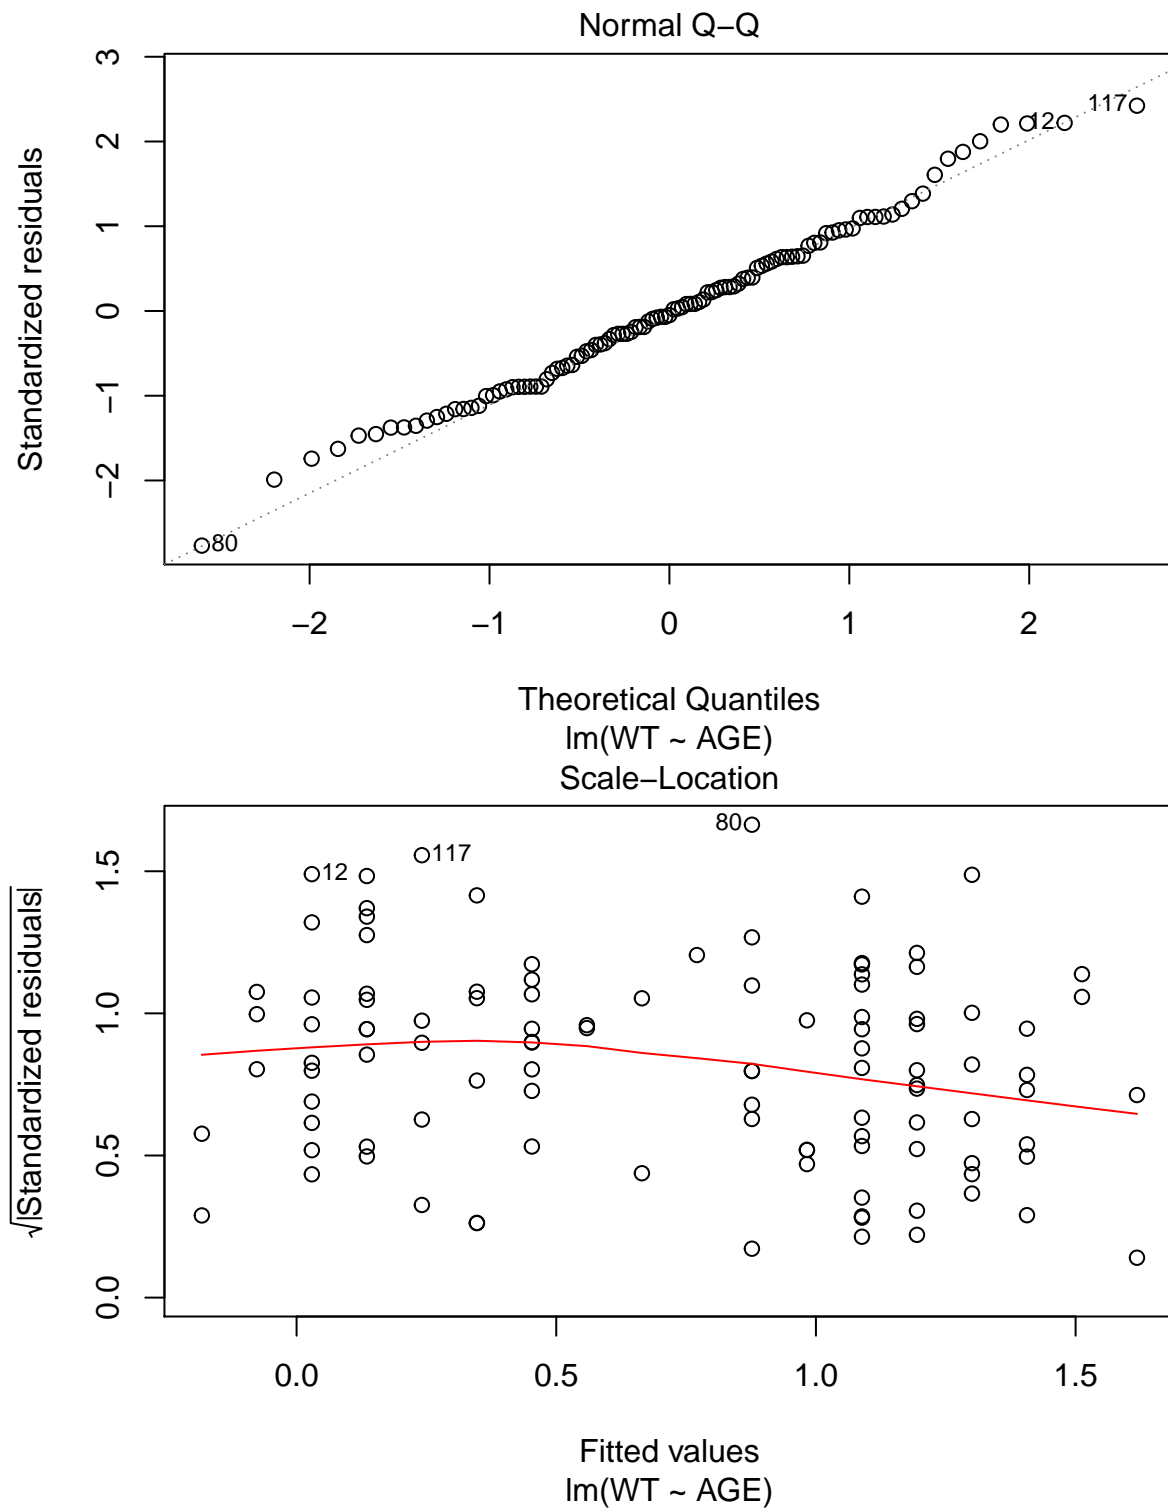 Normal Q−Q
Standardized residuals
3
2
1
0
−1
−2
117
12
80
−2 −1 0 1 2
Theoretical Quantiles
lm(WT ~ AGE)
Scale−Location
√|Standardized residuals|
1.5
1.0
0.5
0.0
80
117
12
0.0 0.5 1.0 1.5
Fitted values
lm(WT ~ AGE)